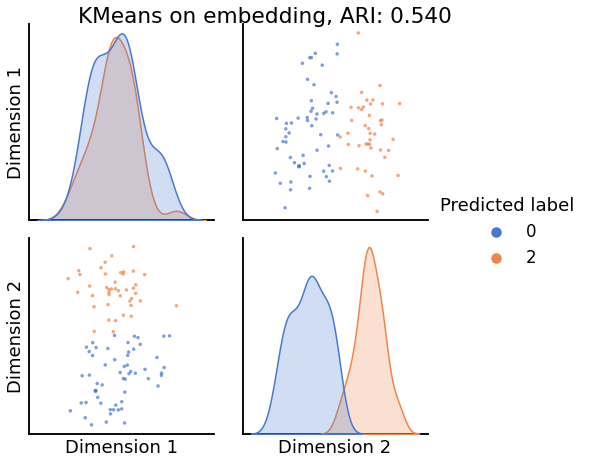 KMeans on embedding, ARI: 0.540
Dimension 1
Predicted label
0
2
Dimension 2
Dimension 1
Dimension 2